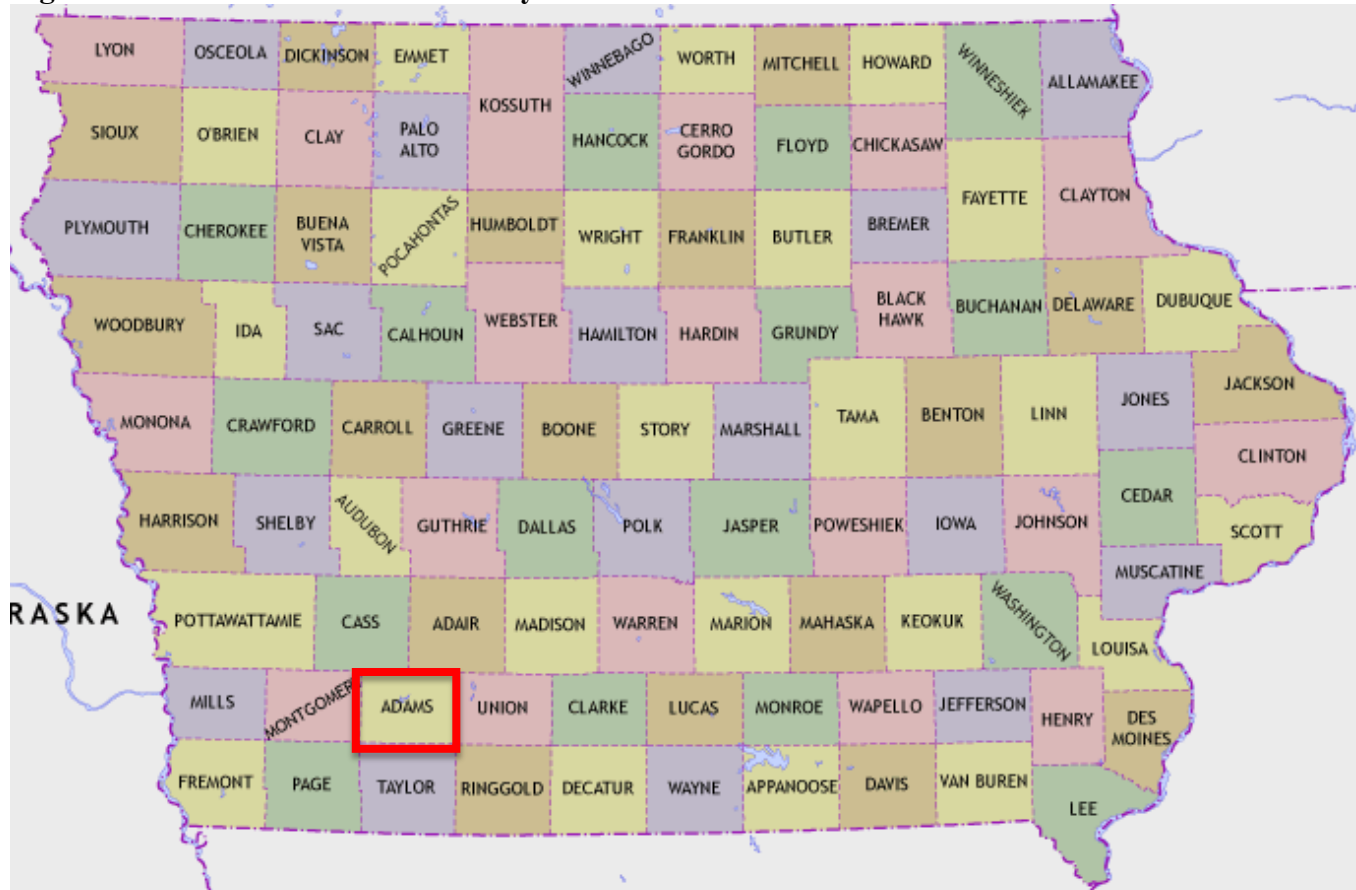 LYON OSCEOLA DICKINSON EMMET KOSSUTH WINNEBAGO WORTH MITCHELL HOWARD WINNESHIEK ALLAMAKEE
SIOUX O'BRIEN CLAY PALO ALTO HANCOCK CERRO GORDO FLOYD CHICKASAW FAYETTE CLAYTON
PLYMOUTH CHEROKEE BUENA VISTA POCAHONTAS HUMBOLDT WRIGHT FRANKLIN BUTLER BREMER
WOODBURY IDA SAC CALHOUN WEBSTER HAMILTON HARDIN GRUNDY BLACK HAWK BUCHANAN DELAWARE DUBUQUE
MONONA CRAWFORD CARROLL GREENE BOONE STORY MARSHALL TAMA BENTON LINN JONES JACKSON
CLINTON
HARRISON SHELBY AUDUBON GUTHRIE DALLAS POLK JASPER POWESHIEK IOWA JOHNSON CEDAR SCOTT
MUSCATINE
RASKA POTTAWATTAMIE CASS ADAIR MADISON WARREN MARION MAHASKA KEOKUK WASHINGTON LOUISA
MILLS MONTGOMERY ADAMS UNION CLARKE LUCAS MONROE WAPELLO JEFFERSON HENRY DES MOINES
FREMONT PAGE TAYLOR RINGGOLD DECATUR WAYNE APPANOOSE DAVIS VAN BUREN LEE